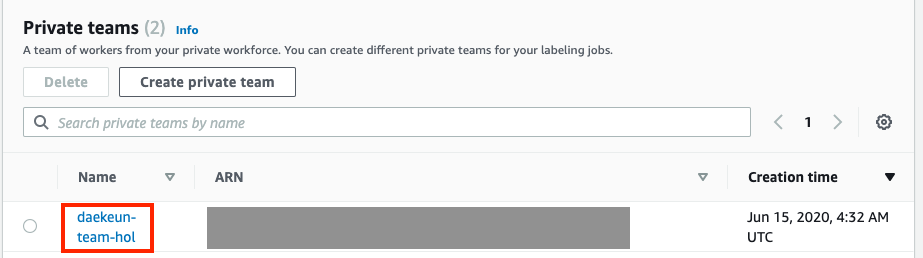 Private teams (2) Info
A team of workers from your private workforce. You can create different private teams for your labeling jobs.
Delete Create private team
Search private teams by name 1
Name ARN Creation time
daekeun- Jun 15, 2020, 4:32 AM
team-hol UTC